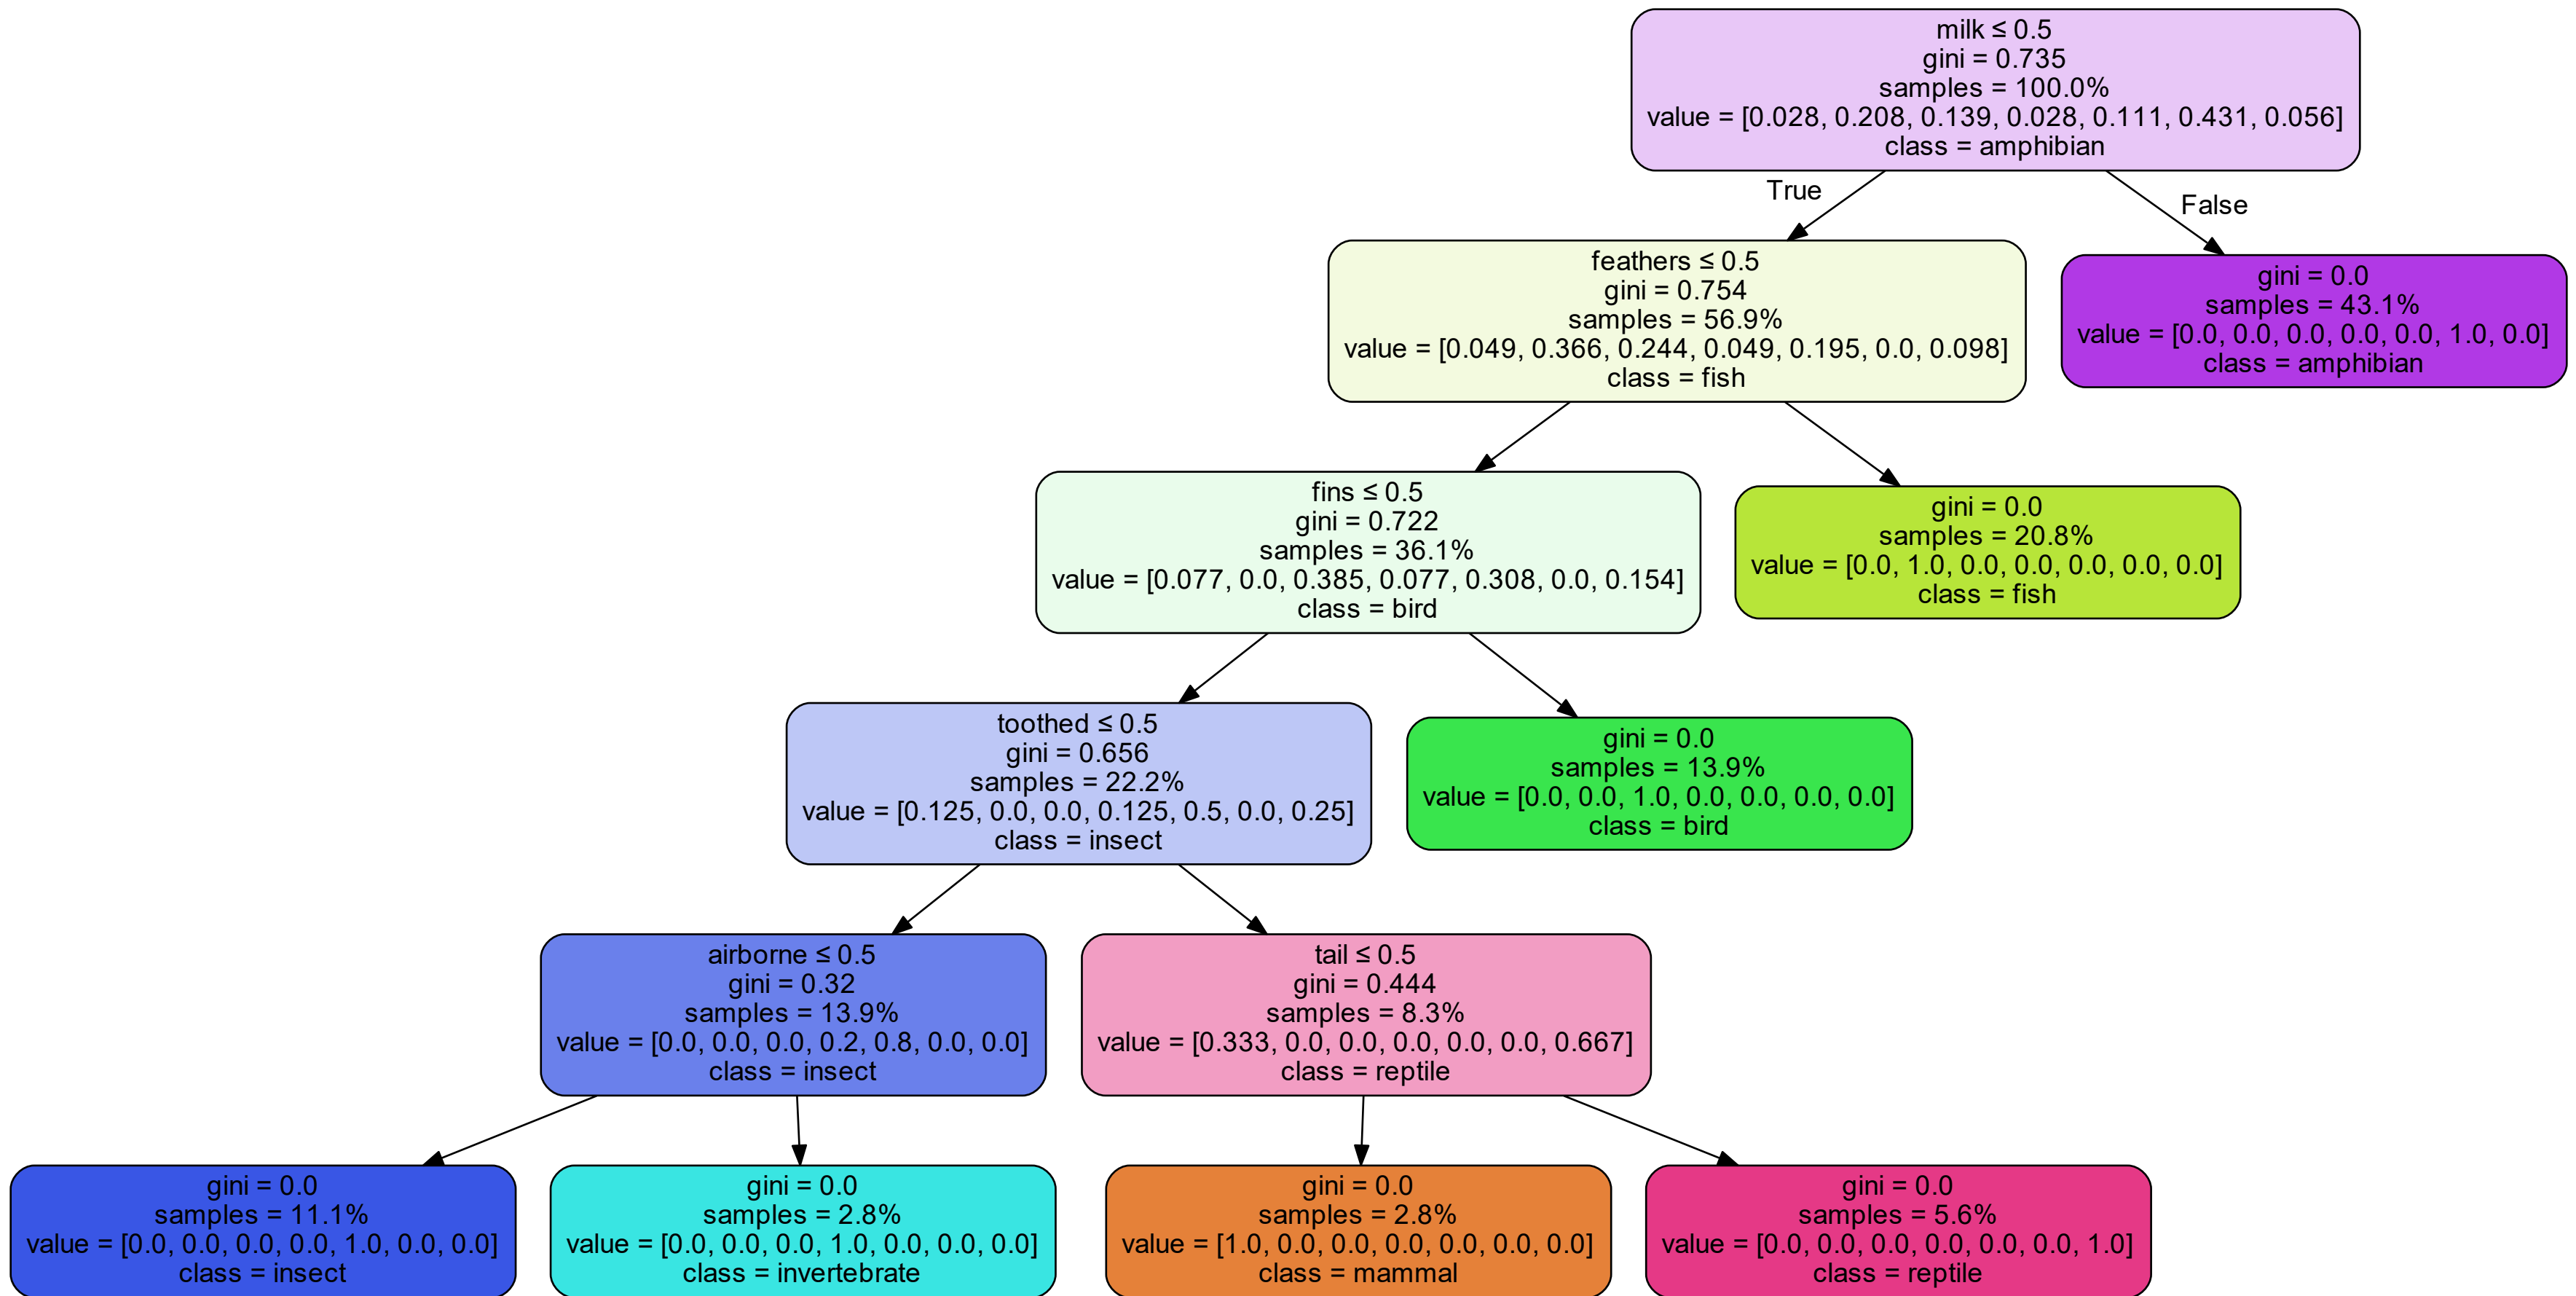 milk ≤ 0.5
gini = 0.735
samples = 100.0%
value = [0.028, 0.208, 0.139, 0.028, 0.111, 0.431, 0.056]
class = amphibian
True
False
feathers ≤ 0.5
gini = 0.754
samples = 56.9%
value = [0.049, 0.366, 0.244, 0.049, 0.195, 0.0, 0.098]
class = fish
gini = 0.0
samples = 43.1%
value = [0.0, 0.0, 0.0, 0.0, 0.0, 1.0, 0.0]
class = amphibian
fins ≤ 0.5
gini = 0.722
samples = 36.1%
value = [0.077, 0.0, 0.385, 0.077, 0.308, 0.0, 0.154]
class = bird
gini = 0.0
samples = 20.8%
value = [0.0, 1.0, 0.0, 0.0, 0.0, 0.0, 0.0]
class = fish
toothed ≤ 0.5
gini = 0.656
samples = 22.2%
value = [0.125, 0.0, 0.0, 0.125, 0.5, 0.0, 0.25]
class = insect
gini = 0.0
samples = 13.9%
value = [0.0, 0.0, 1.0, 0.0, 0.0, 0.0, 0.0]
class = bird
airborne ≤ 0.5
gini = 0.32
samples = 13.9%
value = [0.0, 0.0, 0.0, 0.2, 0.8, 0.0, 0.0]
class = insect
tail ≤ 0.5
gini = 0.444
samples = 8.3%
value = [0.333, 0.0, 0.0, 0.0, 0.0, 0.0, 0.667]
class = reptile
gini = 0.0
samples = 11.1%
value = [0.0, 0.0, 0.0, 0.0, 1.0, 0.0, 0.0]
class = insect
gini = 0.0
samples = 2.8%
value = [0.0, 0.0, 0.0, 1.0, 0.0, 0.0, 0.0]
class = invertebrate
gini = 0.0
samples = 2.8%
value = [1.0, 0.0, 0.0, 0.0, 0.0, 0.0, 0.0]
class = mammal
gini = 0.0
samples = 5.6%
value = [0.0, 0.0, 0.0, 0.0, 0.0, 0.0, 1.0]
class = reptile